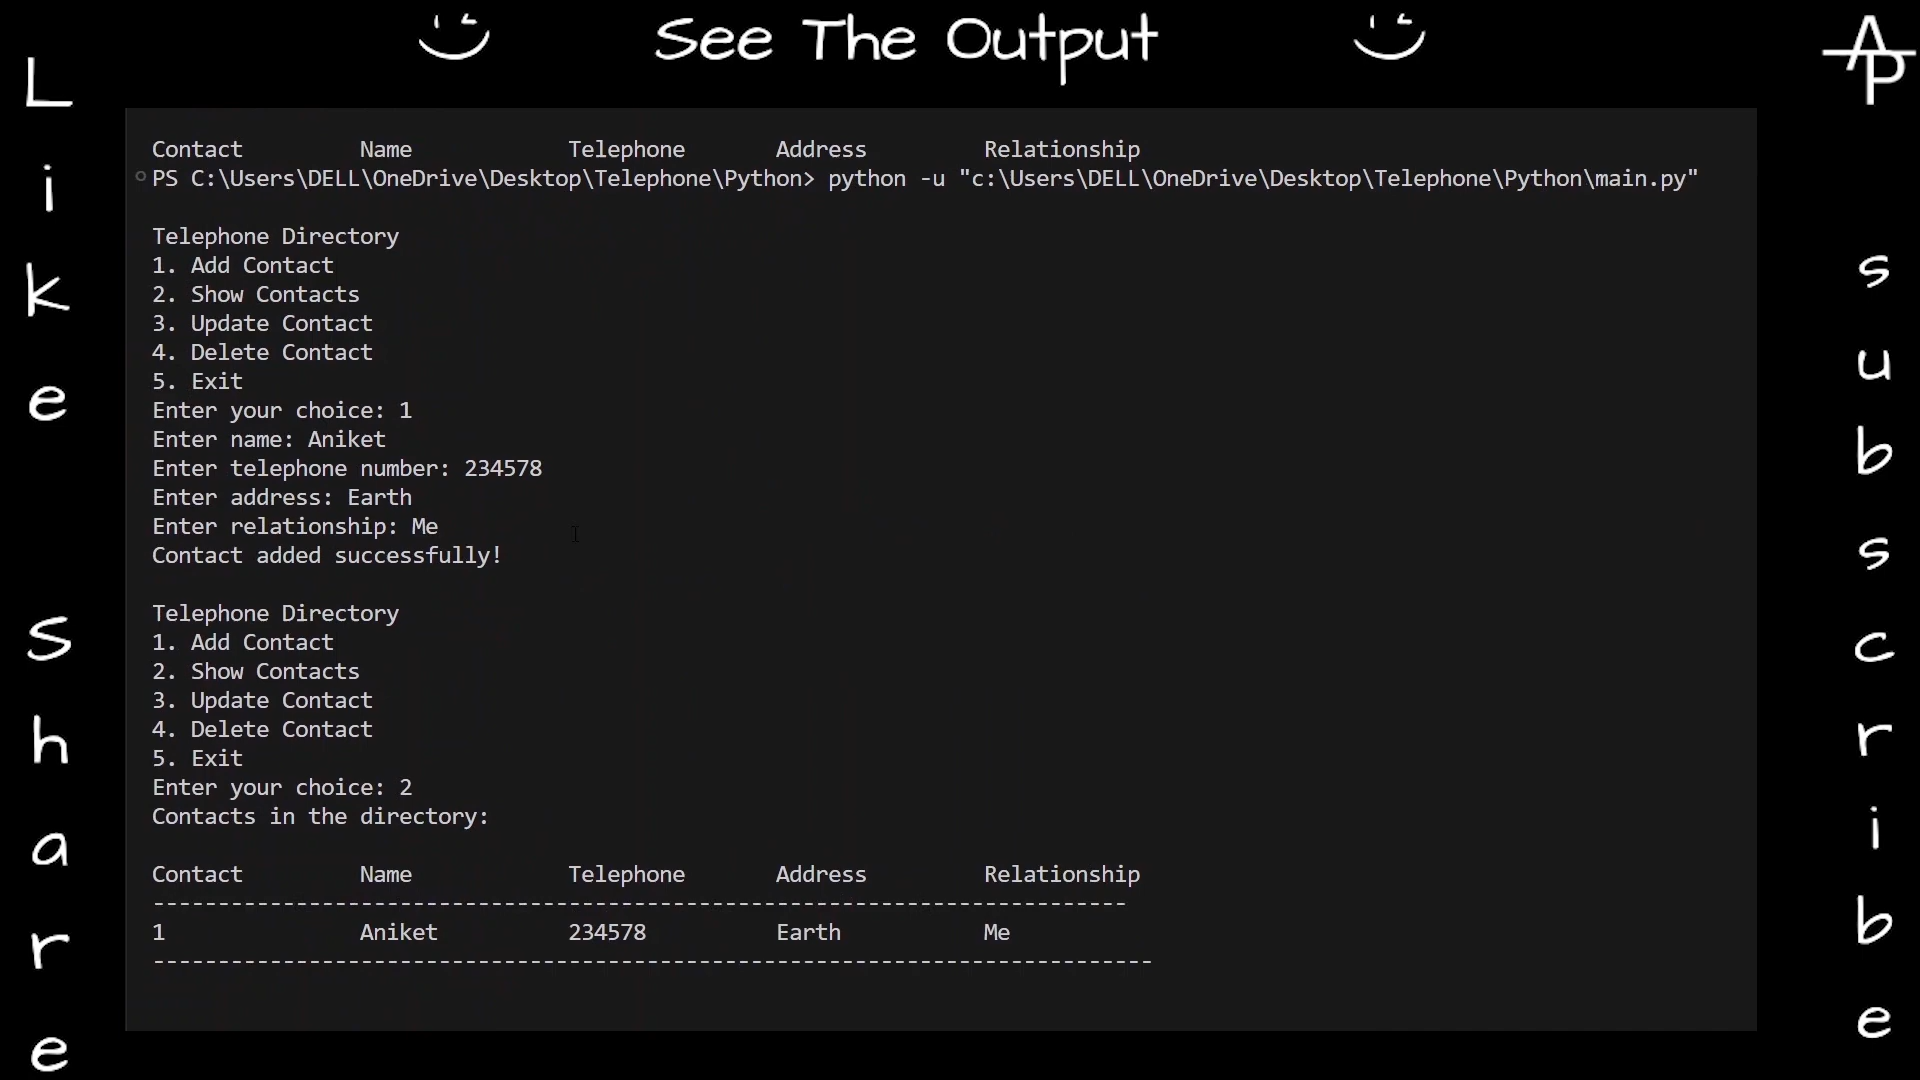 See The Output
AP
Like Share
subscribe
Contact Name Telephone Address Relationship
PS C:\Users\DELL\OneDrive\Desktop\Telephone\Python> python -u "c:\Users\DELL\OneDrive\Desktop\Telephone\Python\main.py"
Telephone Directory
1. Add Contact
2. Show Contacts
3. Update Contact
4. Delete Contact
5. Exit
Enter your choice: 1
Enter name: Aniket
Enter telephone number: 234578
Enter address: Earth
Enter relationship: Me
Contact added successfully!
Telephone Directory
1. Add Contact
2. Show Contacts
3. Update Contact
4. Delete Contact
5. Exit
Enter your choice: 2
Contacts in the directory:
Contact Name Telephone Address Relationship
---------------------------------------------------------------------------
1 Aniket 234578 Earth Me
-----------------------------------------------------------------------------